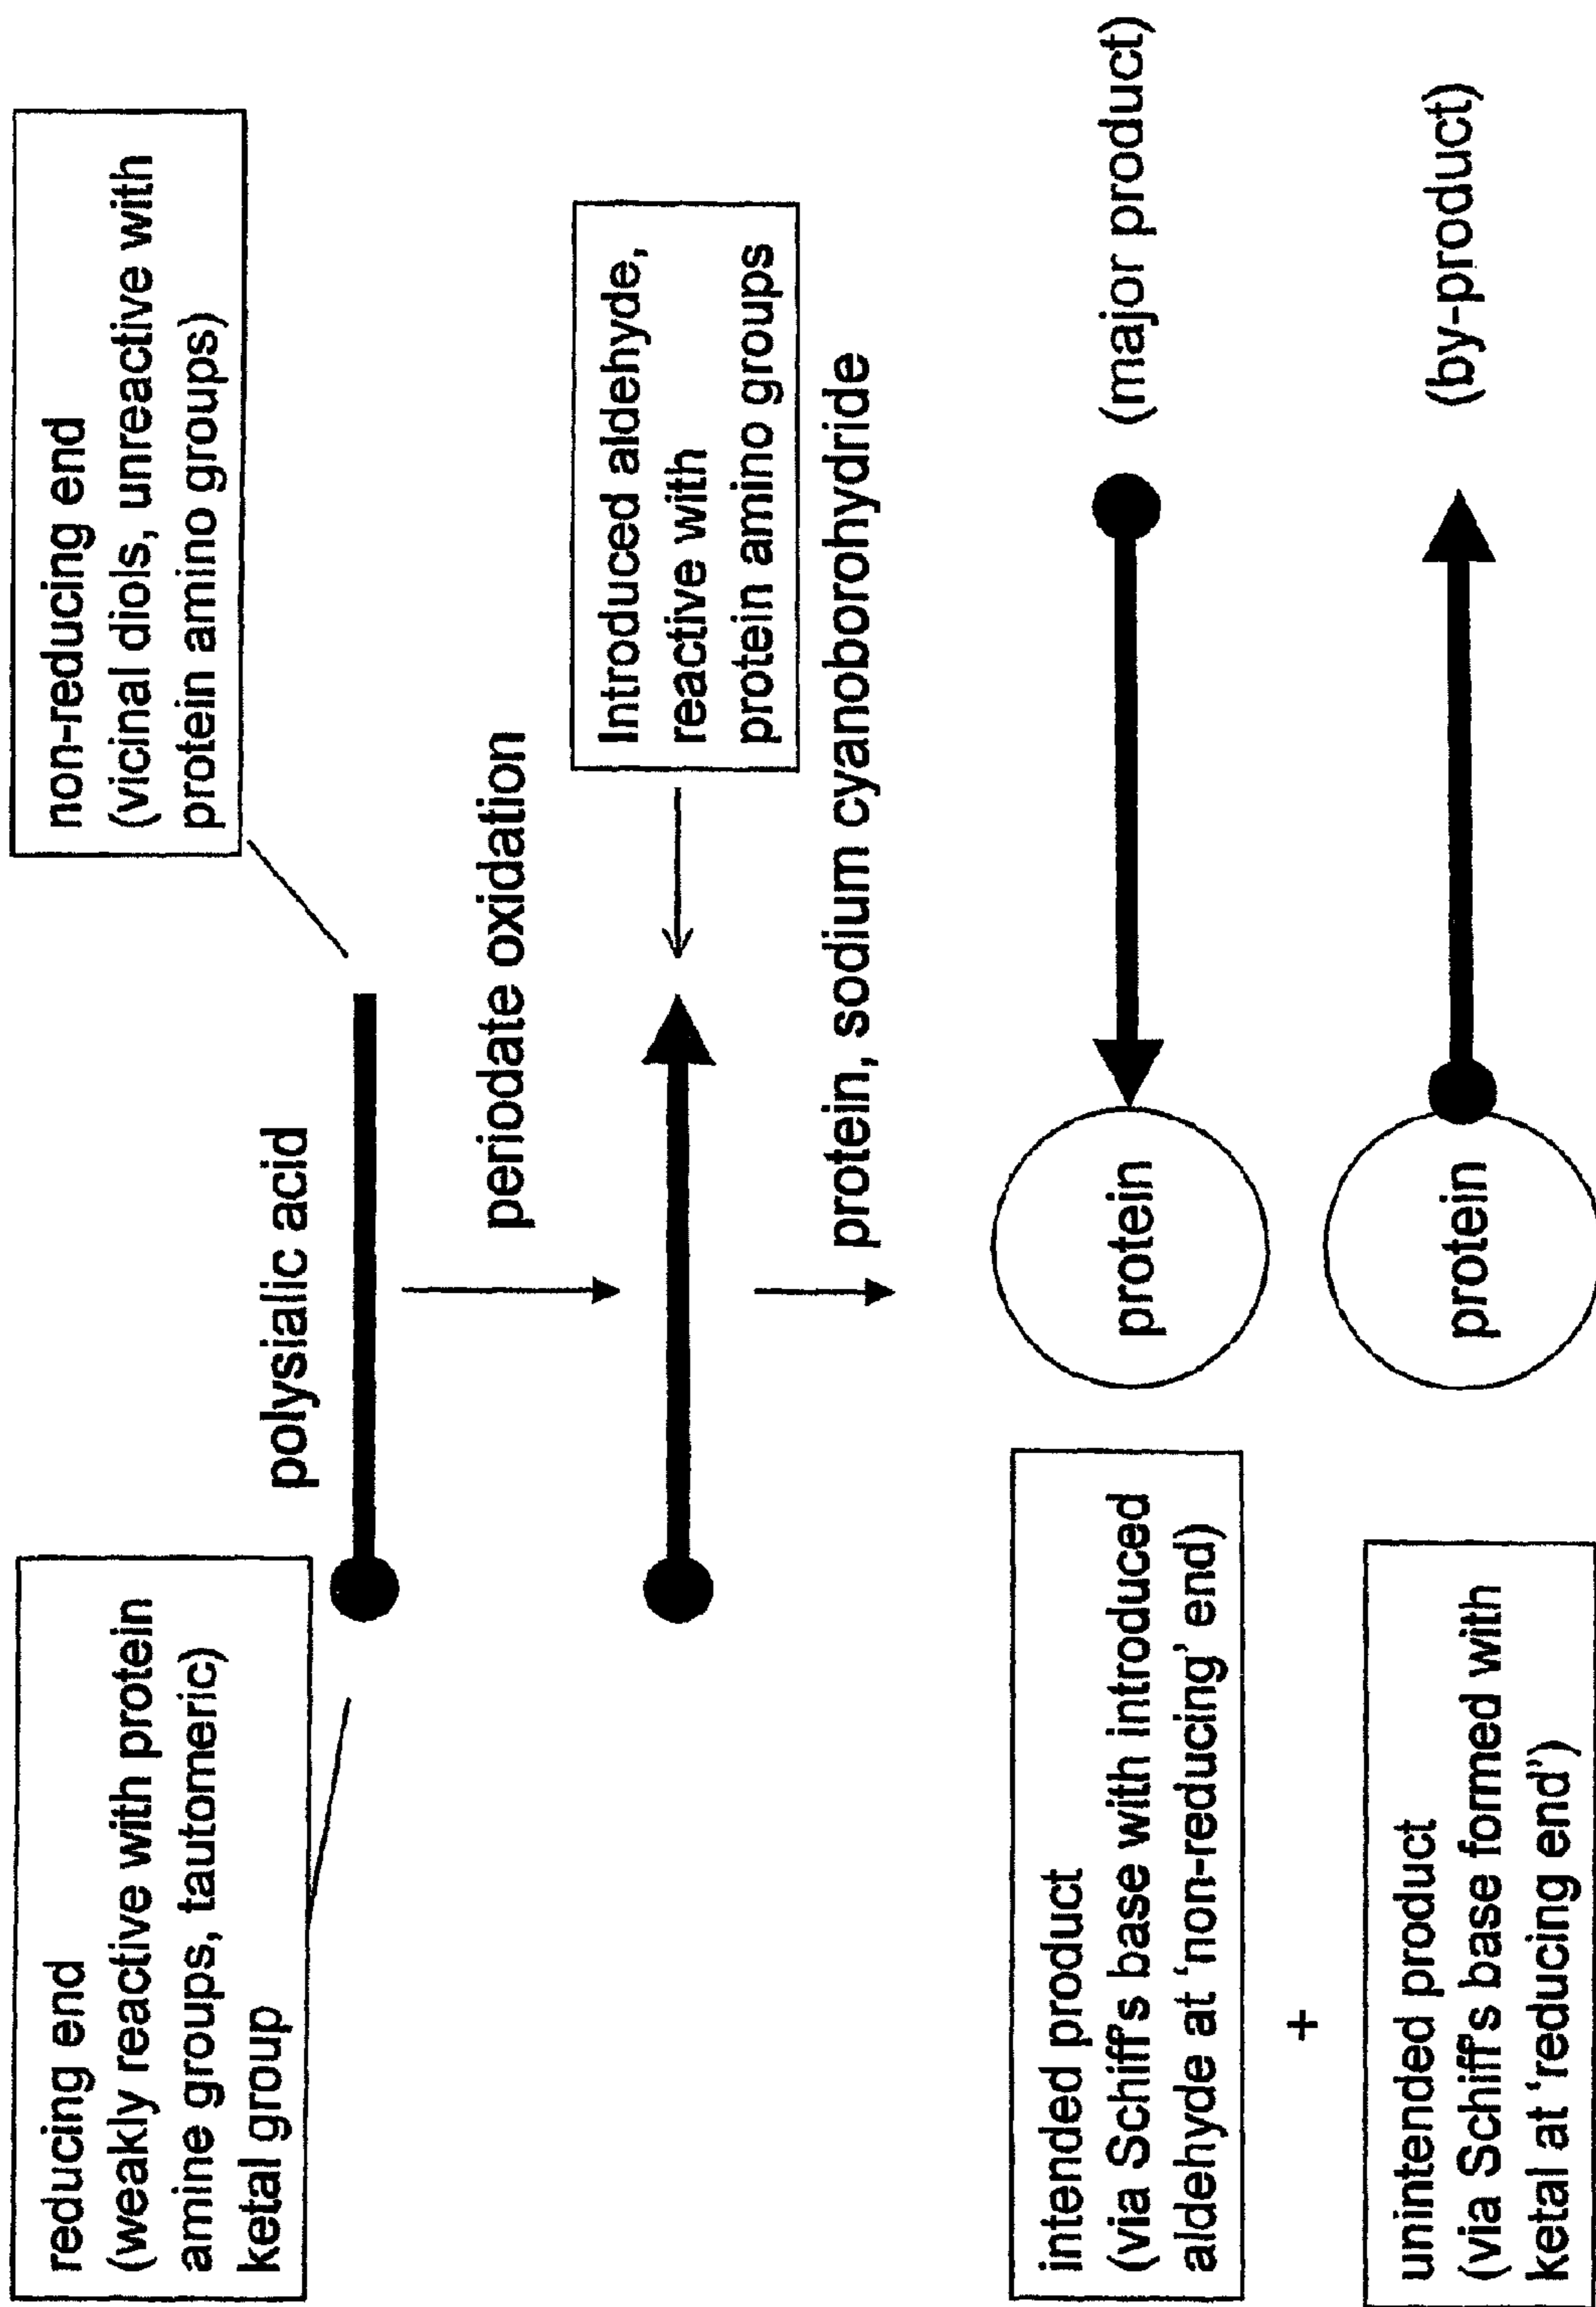 reducing end
(weakly reactive with protein
amine groups, tautomeric)
ketal group
non-reducing end
(vicinal diols, unreactive with
protein amino groups)
polysialic acid
periodate oxidation
Introduced aldehyde,
reactive with
protein amino groups
protein, sodium cyanoborohydride
intended product
(via Schiff's base with introduced
aldehyde at 'non-reducing' end)
protein
(major product)
+
unintended product
(via Schiff's base formed with
ketal at 'reducing end')
protein
(by-product)